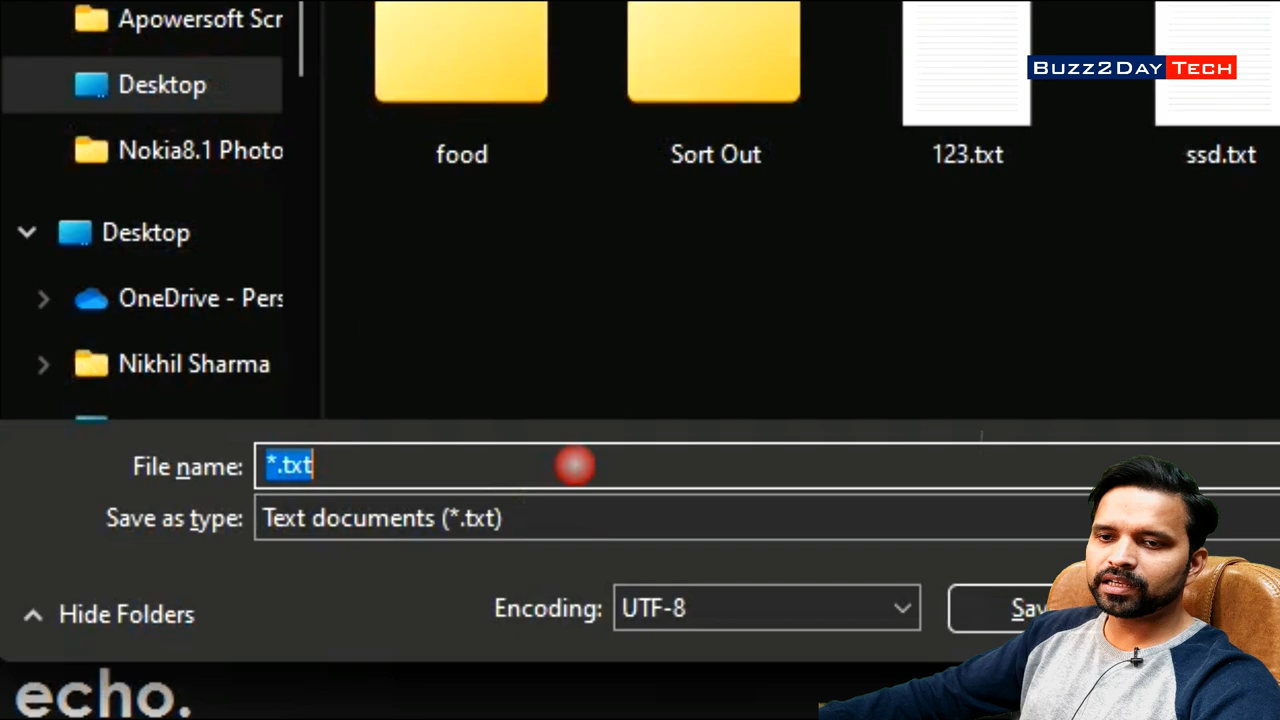 Apowersoft Scr
Desktop
Buzz2Day Tech
Nokia8.1 Photo
food
Sort Out
123.txt
ssd.txt
Desktop
OneDrive - Pers
Nikhil Sharma
File name: *.txt
Save as type: Text documents (*.txt)
Hide Folders
Encoding: UTF-8
Sav
echo.